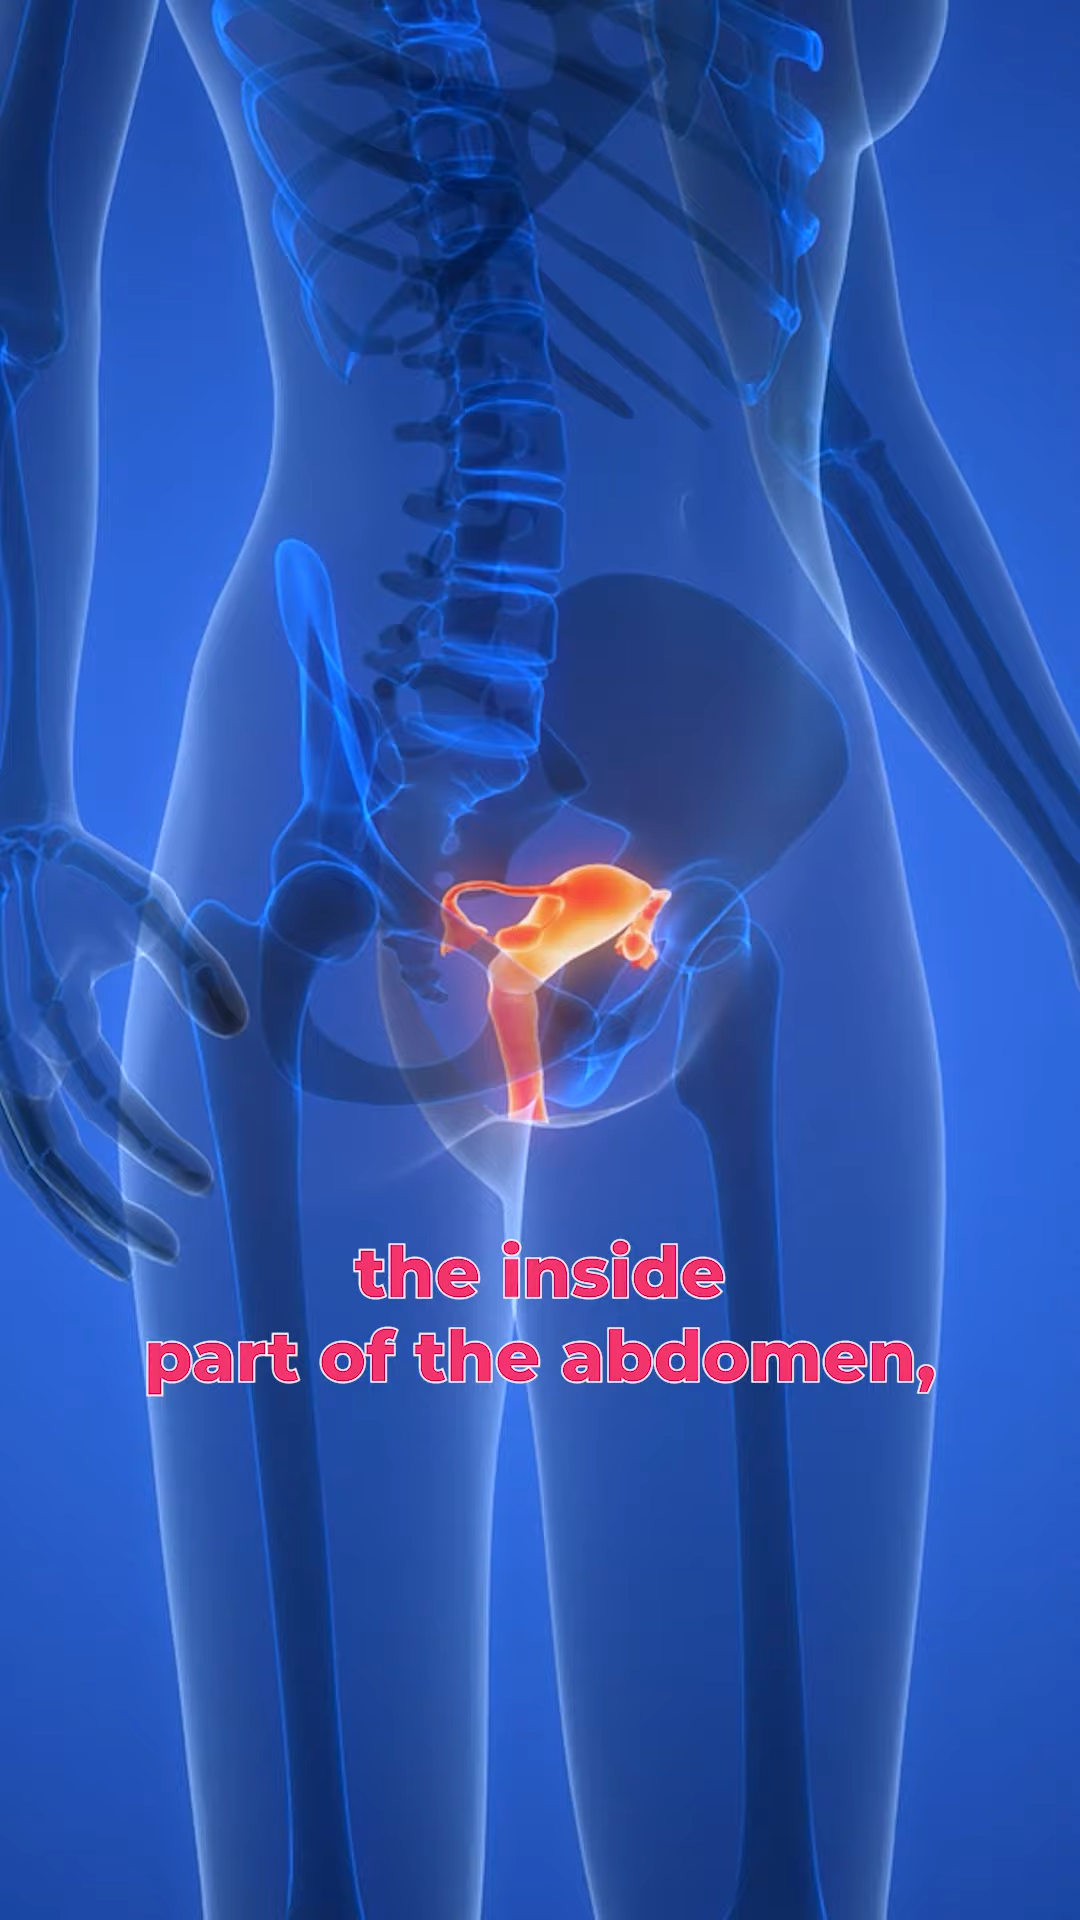 the inside
part of the abdomen,